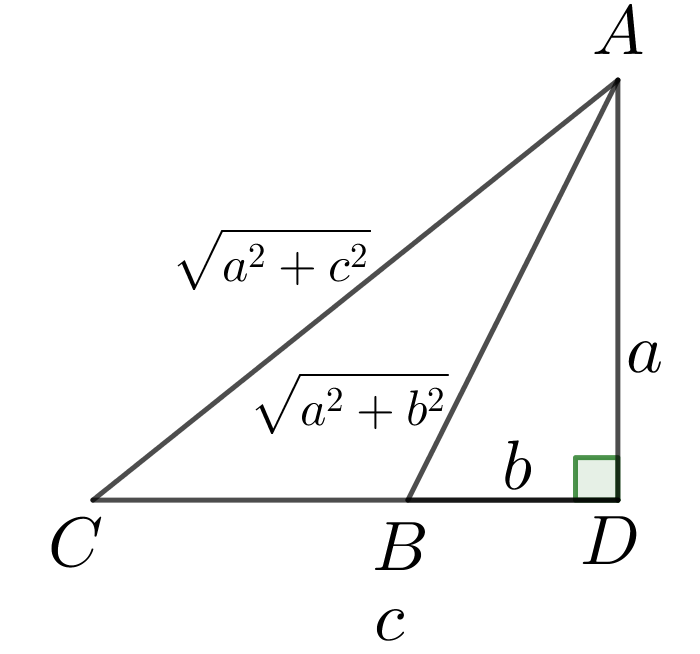 A
√(a² + c²)
a
√(a² + b²)
b
C B D
c